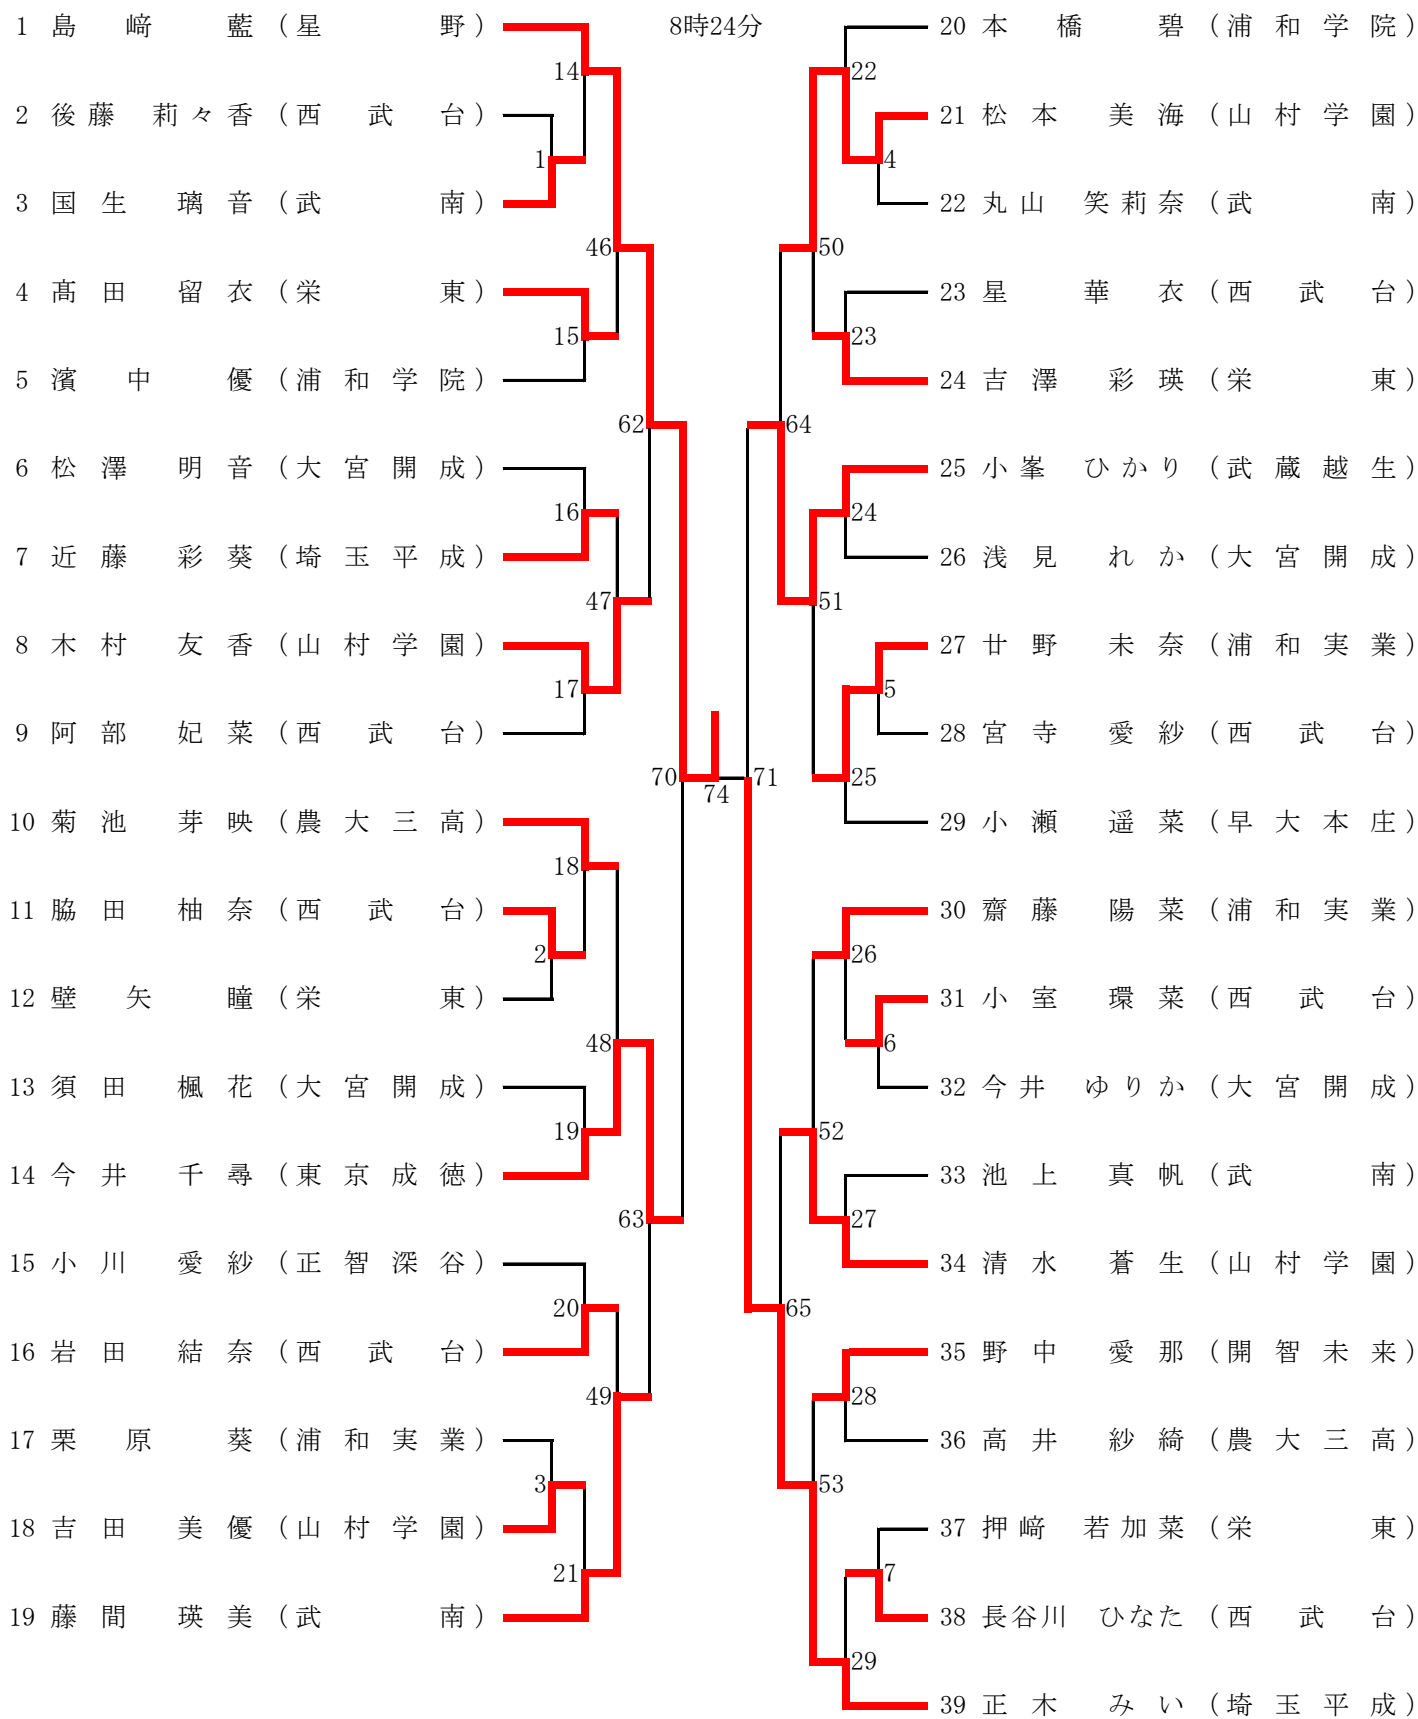 8時24分
1 島﨑 藍 （星野）
2 後藤 莉々香 （西武台）
3 国生 璃音 （武南）
4 髙田 留衣 （栄東）
5 濱中 優 （浦和学院）
6 松澤 明音 （大宮開成）
7 近藤 彩葵 （埼玉平成）
8 木村 友香 （山村学園）
9 阿部 妃菜 （西武台）
10 菊池 芽映 （農大三高）
11 脇田 柚奈 （西武台）
12 壁矢 瞳 （栄東）
13 須田 楓花 （大宮開成）
14 今井 千尋 （東京成徳）
15 小川 愛紗 （正智深谷）
16 岩田 結奈 （西武台）
17 栗原 葵 （浦和実業）
18 吉田 美優 （山村学園）
19 藤間 瑛美 （武南）
14
1
46
15
62
16
47
17
70
18
2
48
19
63
20
49
3
21
74
71
22
4
50
23
64
24
51
5
25
26
6
52
27
65
28
53
7
29
20 本橋 碧 （浦和学院）
21 松本 美海 （山村学園）
22 丸山 笑莉奈 （武南）
23 星 華衣 （西武台）
24 吉澤 彩瑛 （栄東）
25 小峯 ひかり （武蔵越生）
26 浅見 れか （大宮開成）
27 廿野 未奈 （浦和実業）
28 宮寺 愛紗 （西武台）
29 小瀬 遥菜 （早大本庄）
30 齋藤 陽菜 （浦和実業）
31 小室 環菜 （西武台）
32 今井 ゆりか （大宮開成）
33 池上 真帆 （武南）
34 清水 蒼生 （山村学園）
35 野中 愛那 （開智未来）
36 高井 紗綺 （農大三高）
37 押﨑 若加菜 （栄東）
38 長谷川 ひなた （西武台）
39 正木 みい （埼玉平成）